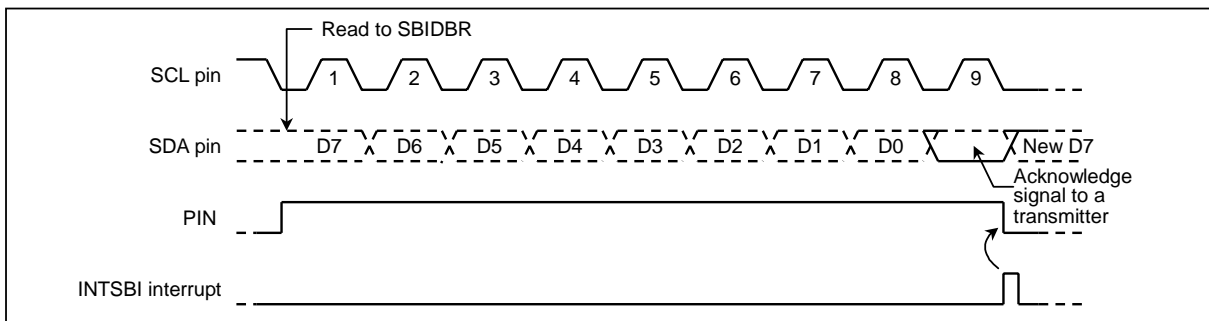 Read to SBIDBR
SCL pin
1 2 3 4 5 6 7 8 9
SDA pin
D7 D6 D5 D4 D3 D2 D1 D0 New D7
Acknowledge
signal to a
transmitter
PIN
INTSBI interrupt